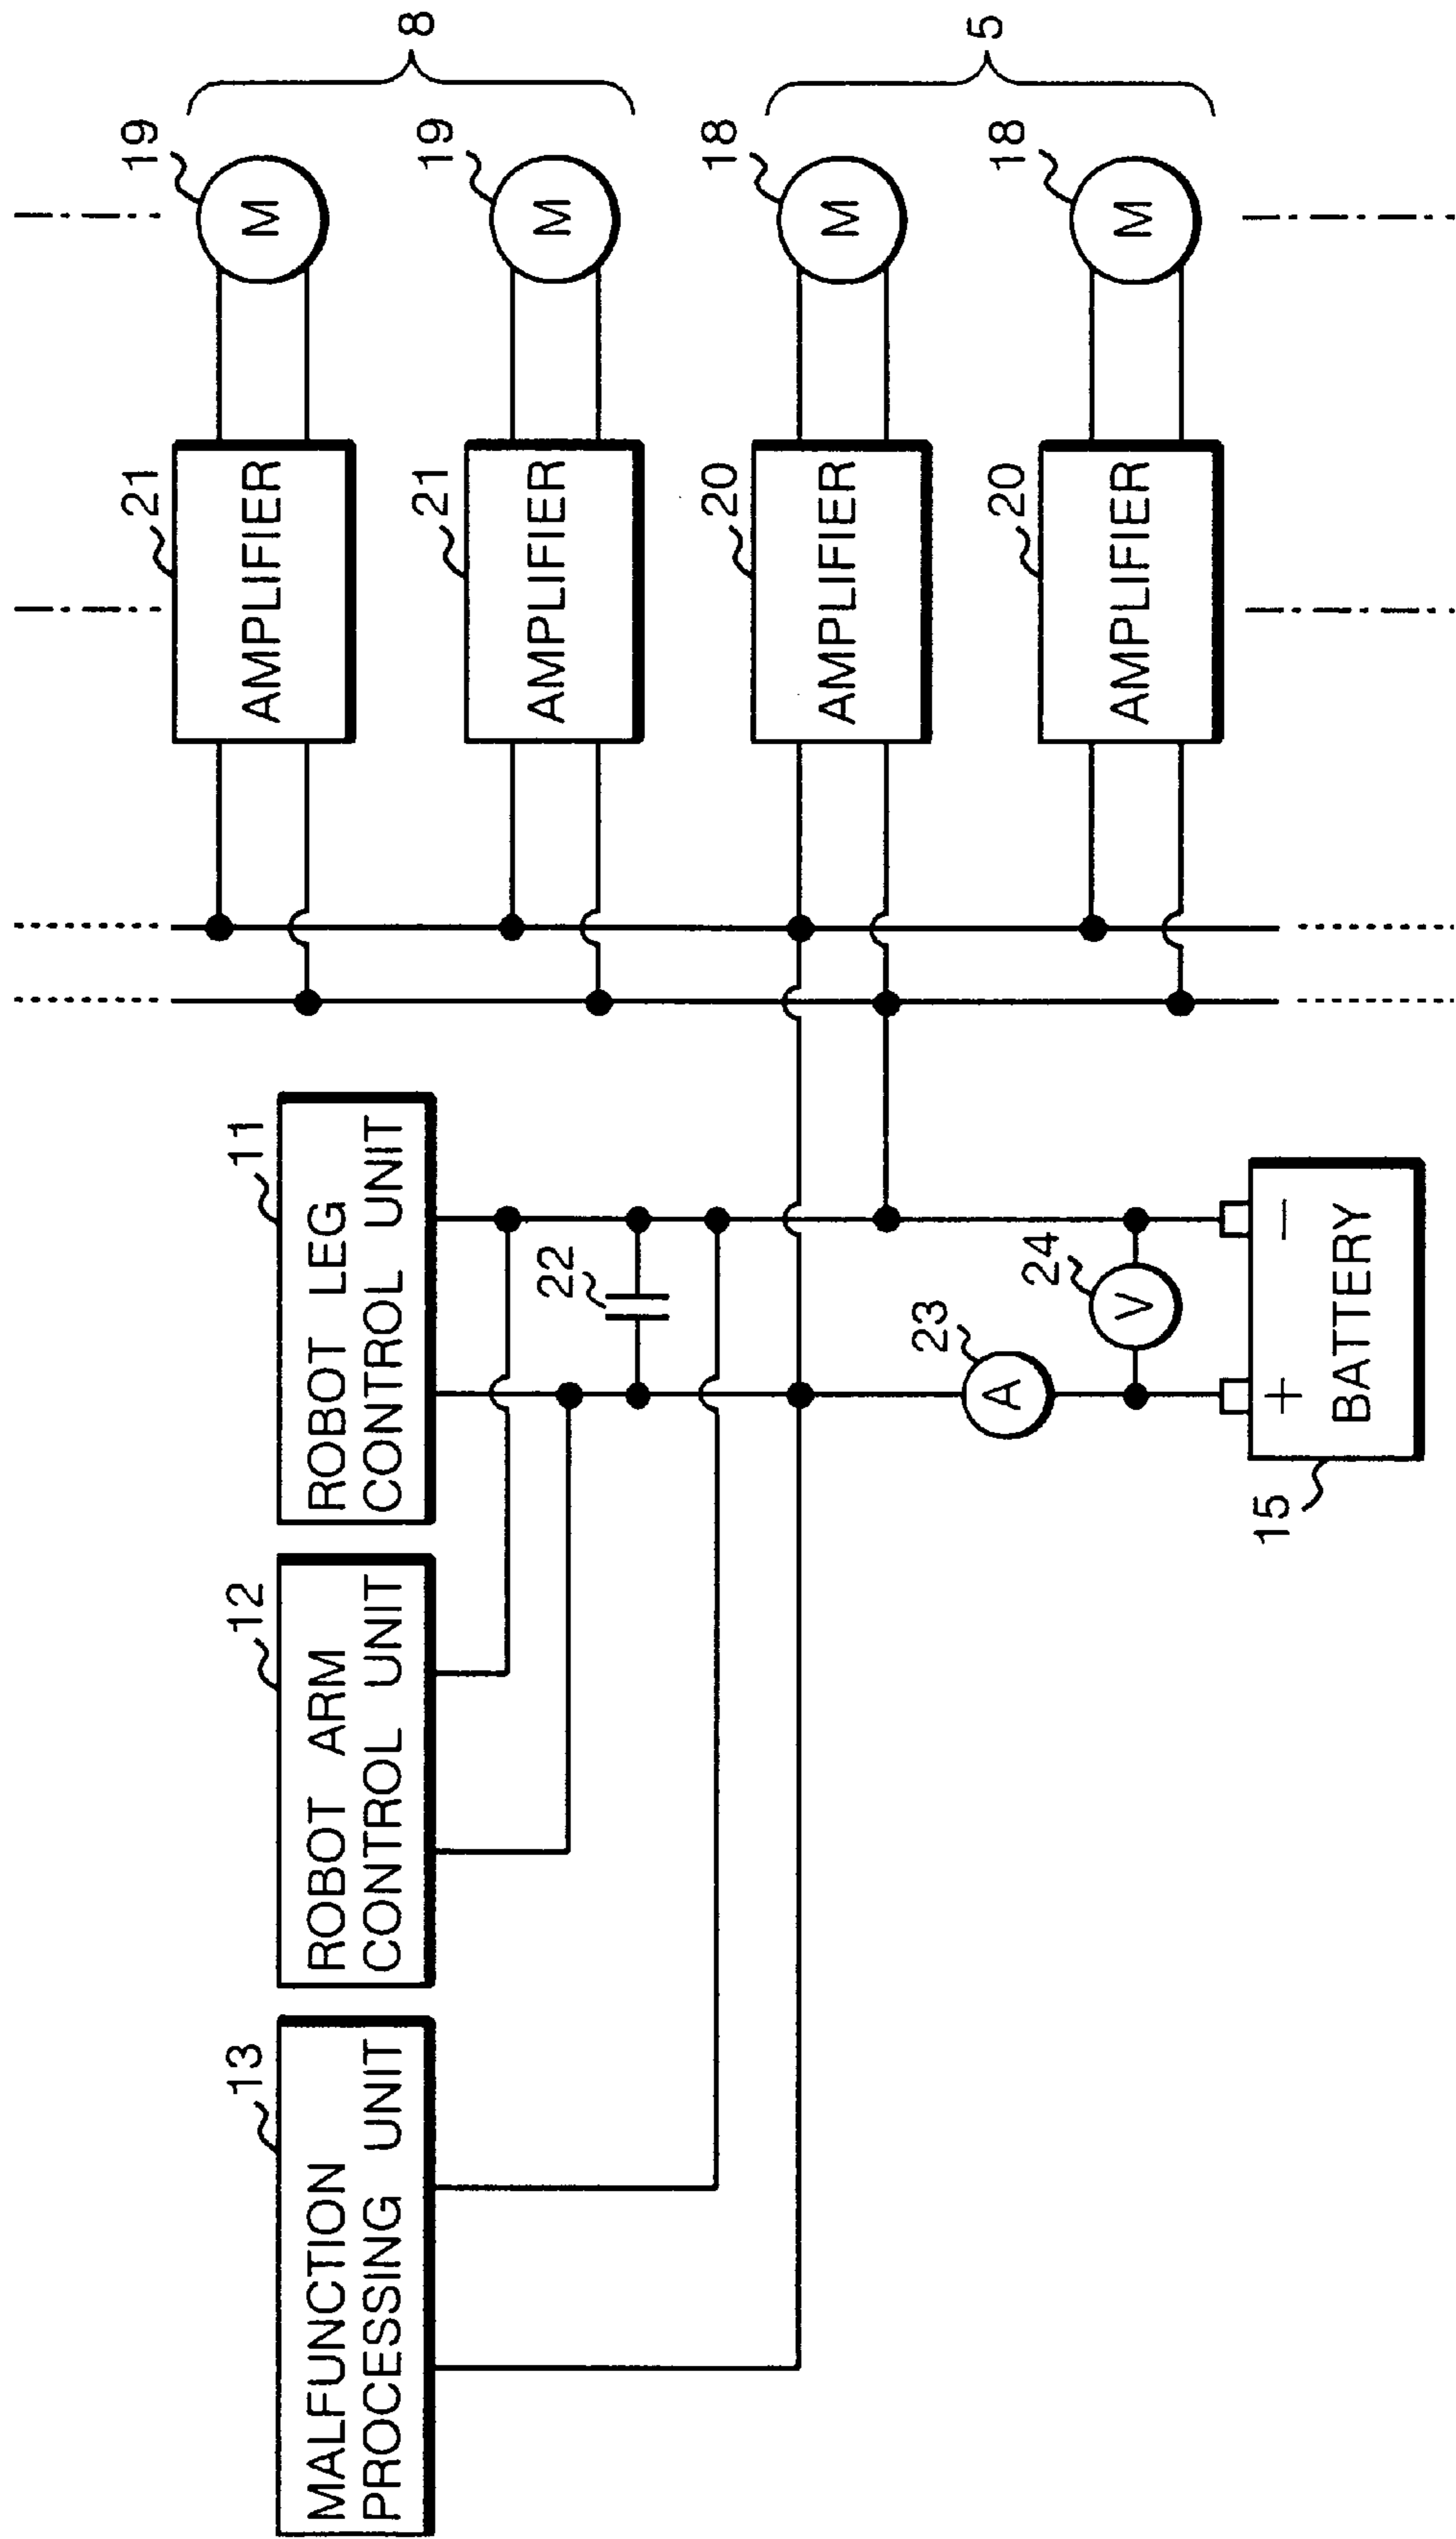 MALFUNCTION
PROCESSING UNIT
13
ROBOT ARM
CONTROL UNIT
12
ROBOT LEG
CONTROL UNIT
11
22
23
A
24
V
+
−
BATTERY
15
21
AMPLIFIER
19
M
21
AMPLIFIER
19
M
8
20
AMPLIFIER
18
M
20
AMPLIFIER
18
M
5